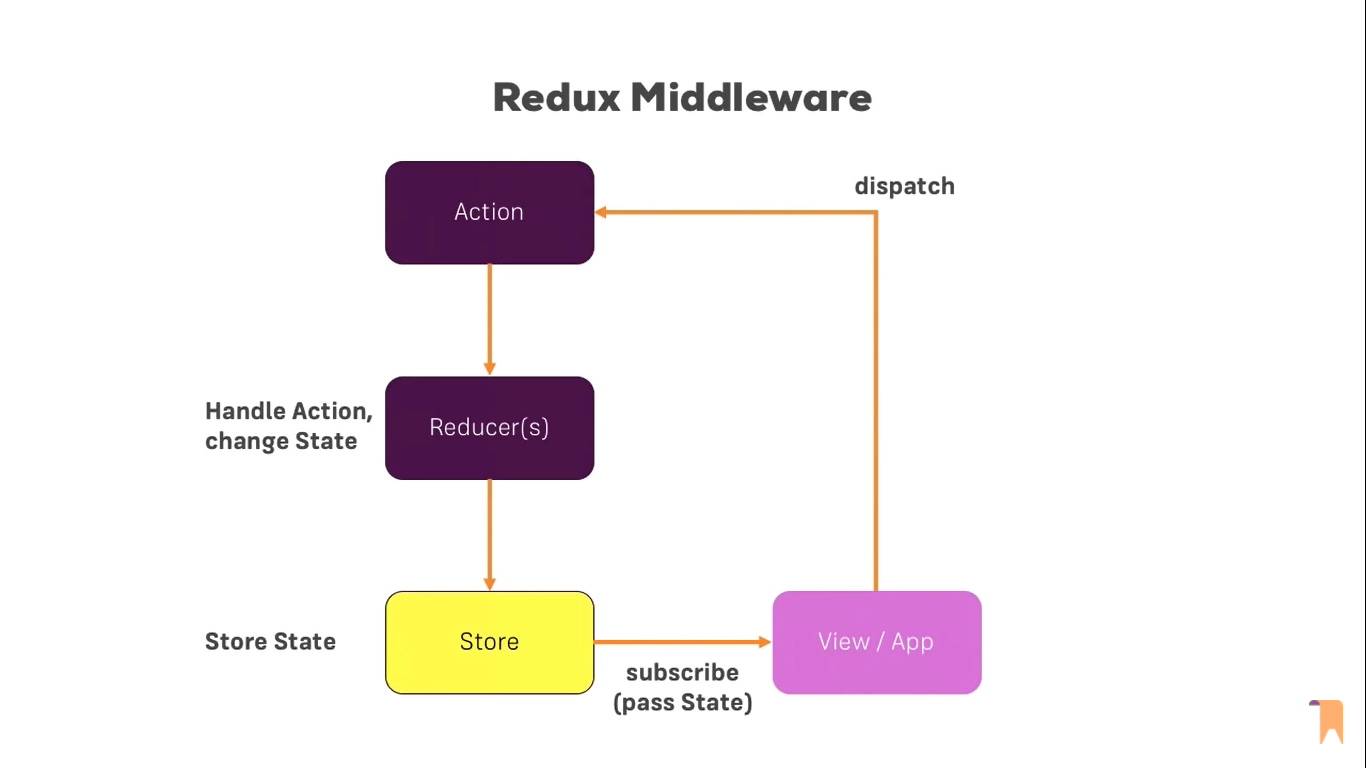 Redux Middleware
Action
dispatch
Handle Action,
change State
Reducer(s)
Store State
Store
subscribe
(pass State)
View / App